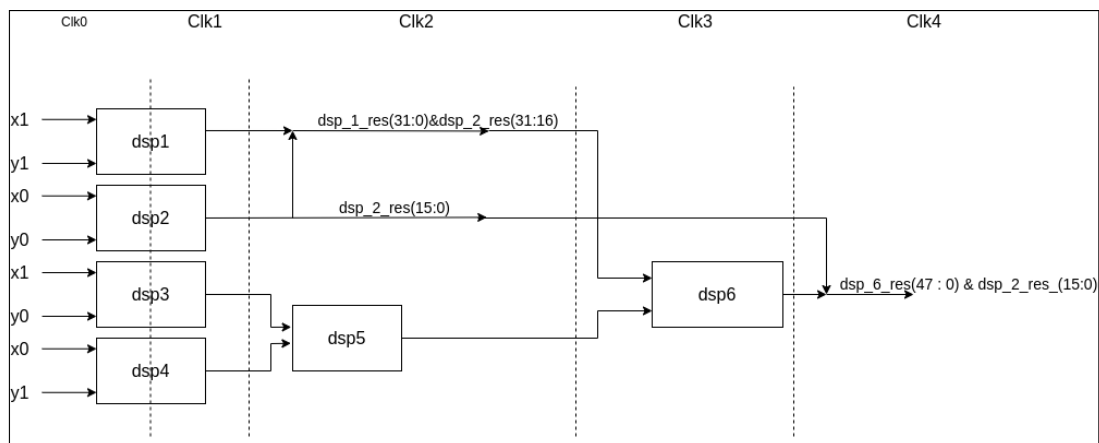 Clk0
Clk1
Clk2
Clk3
Clk4
x1
y1
dsp1
dsp_1_res(31:0)&dsp_2_res(31:16)
x0
y0
dsp2
dsp_2_res(15:0)
x1
y0
dsp3
dsp5
dsp6
dsp_6_res(47 : 0) & dsp_2_res_(15:0)
x0
y1
dsp4